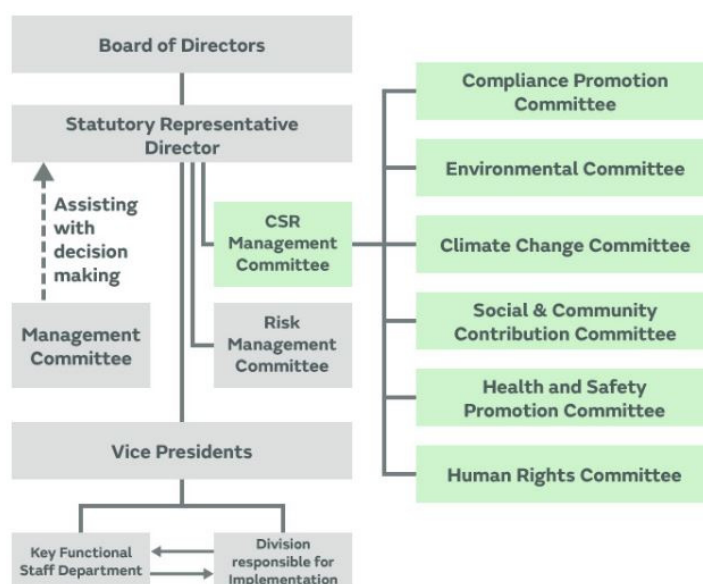 Board of Directors
Statutory Representative
Director
Assisting
with
decision
making
Management
Committee
CSR
Management
Committee
Risk
Management
Committee
Compliance Promotion
Committee
Environmental Committee
Climate Change Committee
Social & Community
Contribution Committee
Health and Safety
Promotion Committee
Human Rights Committee
Vice Presidents
Key Functional
Staff Department
Division
responsible for
Implementation